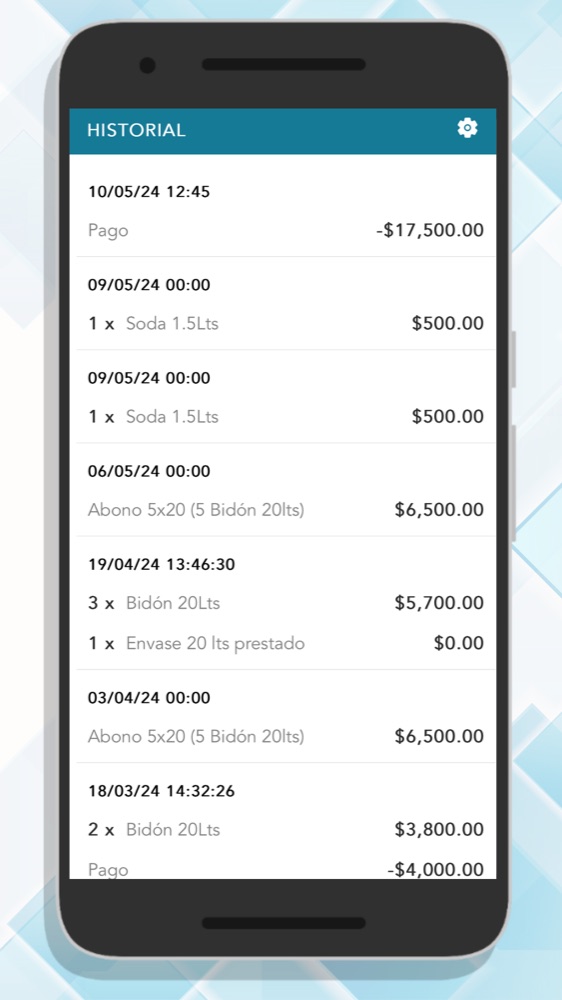 HISTORIAL
10/05/24 12:45
Pago -$17,500.00
09/05/24 00:00
1 x Soda 1.5Lts $500.00
09/05/24 00:00
1 x Soda 1.5Lts $500.00
06/05/24 00:00
Abono 5x20 (5 Bidón 20lts) $6,500.00
19/04/24 13:46:30
3 x Bidón 20Lts $5,700.00
1 x Envase 20 lts prestado $0.00
03/04/24 00:00
Abono 5x20 (5 Bidón 20lts) $6,500.00
18/03/24 14:32:26
2 x Bidón 20Lts $3,800.00
Pago -$4,000.00